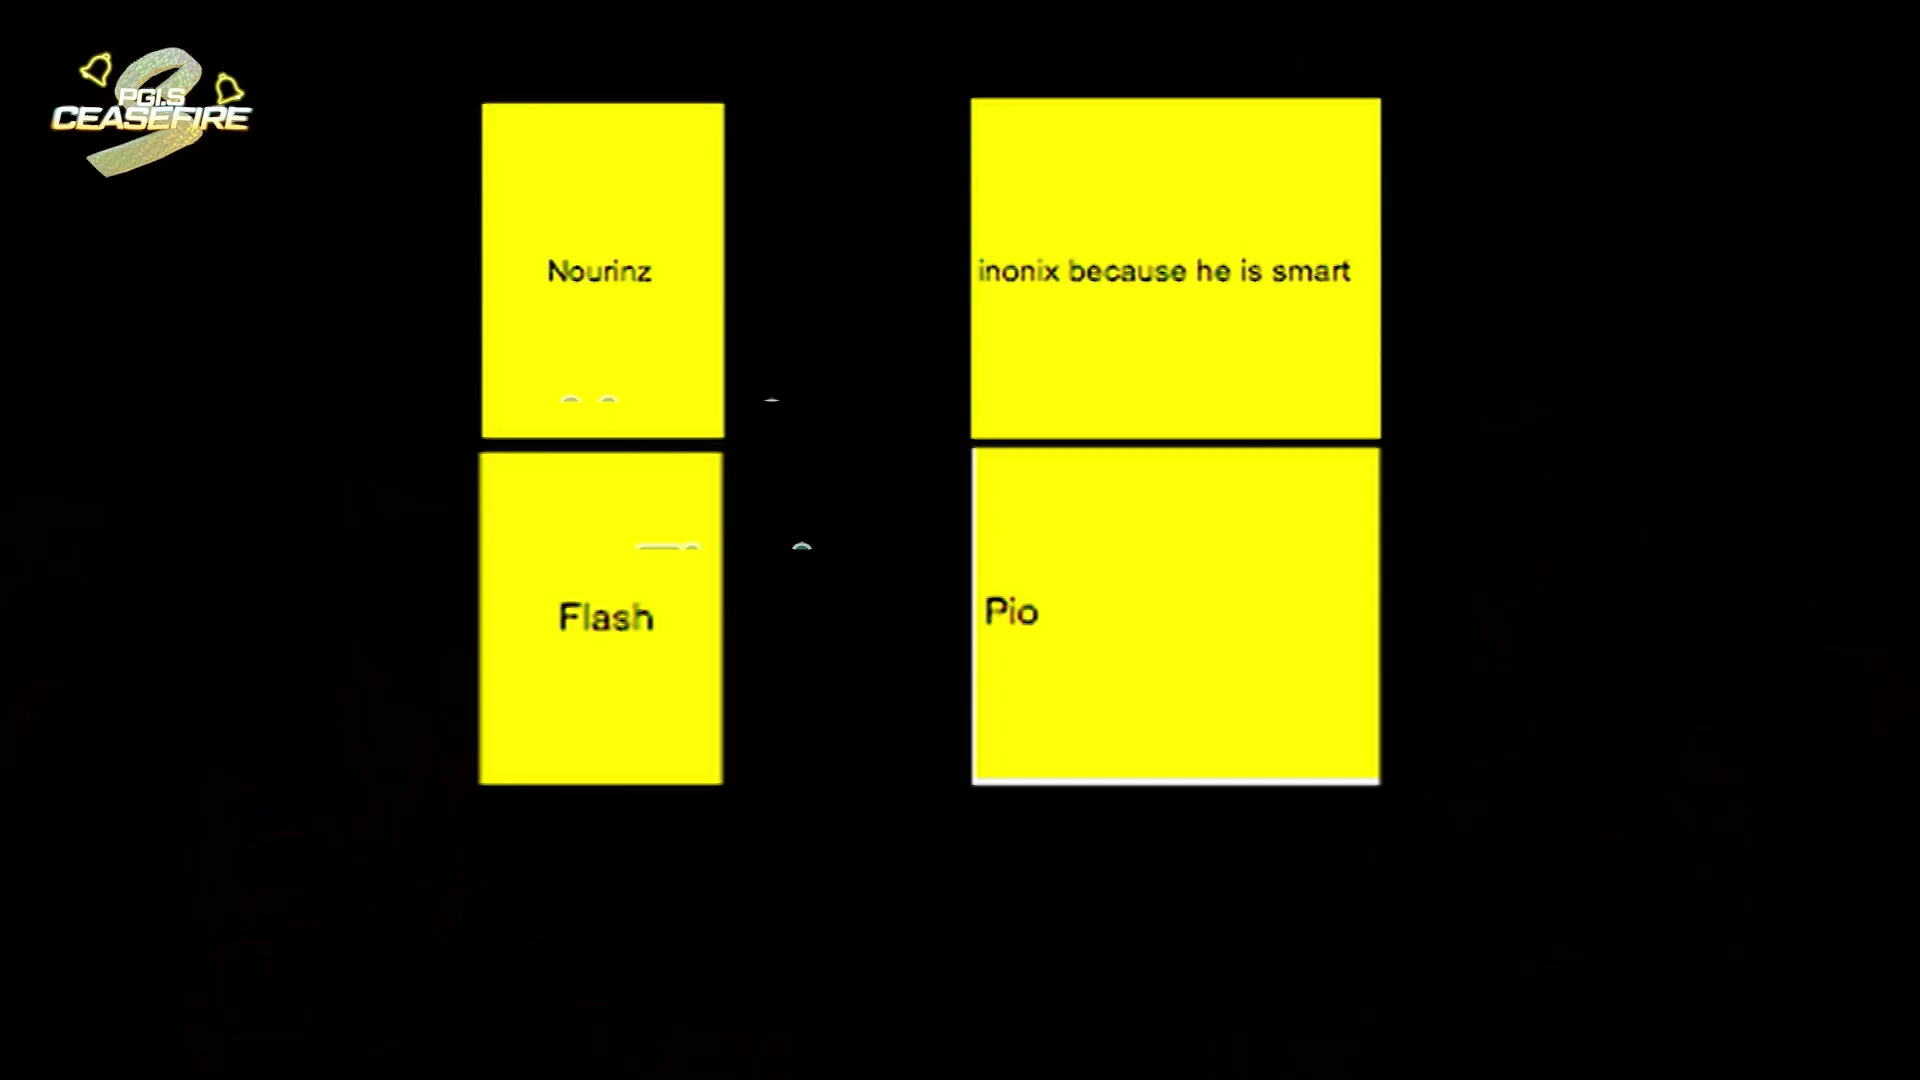 PGI.S
CEASEFIRE
Nourinz
inonix because he is smart
Flash
Pio